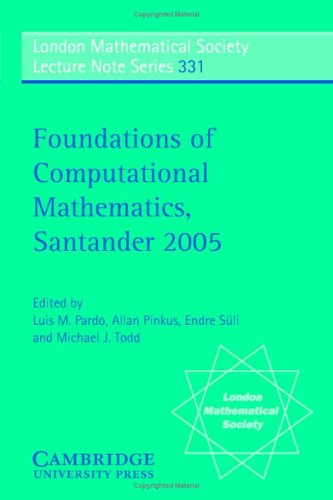 London Mathematical Society
Lecture Note Series 331
Foundations of
Computational
Mathematics,
Santander 2005
Edited by
Luis M. Pardo, Allan Pinkus, Endre Süli
and Michael J. Todd
London
Mathematical
Society
CAMBRIDGE
UNIVERSITY PRESS